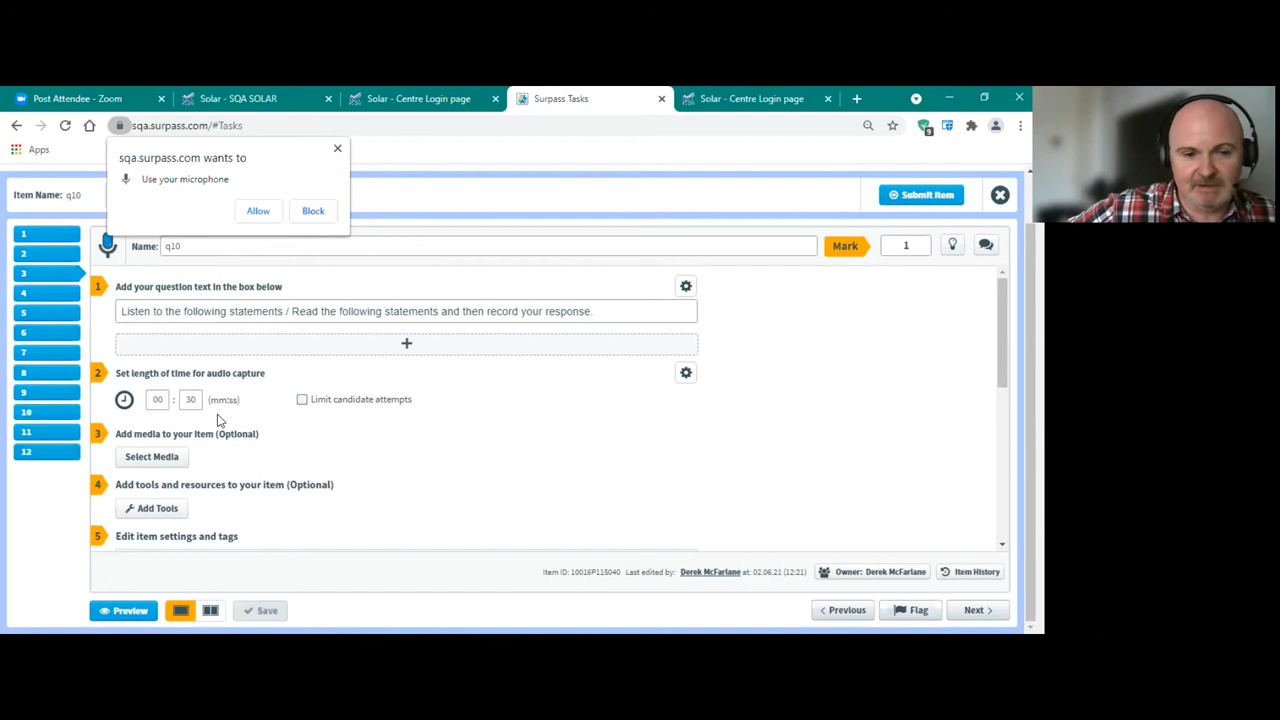 Post Attendee - Zoom
Solar - SQA SOLAR
Solar - Centre Login page
Surpass Tasks
Solar - Centre Login page
sqa.surpass.com/#Tasks
9
Apps
sqa.surpass.com wants to
Use your microphone
Allow
Block
Item Name: q10
Submit Item
1
2
3
4
5
6
7
8
9
10
11
12
Name: q10
Mark
1
1 Add your question text in the box below
Listen to the following statements / Read the following statements and then record your response.
2 Set length of time for audio capture
00 : 30 (mm:ss)
Limit candidate attempts
3 Add media to your item (Optional)
Select Media
4 Add tools and resources to your item (Optional)
Add Tools
5 Edit item settings and tags
Item ID: 10016P115040 Last edited by: Derek McFarlane at: 02.06.21 (12:21)
Owner: Derek McFarlane
Item History
Preview
Save
Previous
Flag
Next